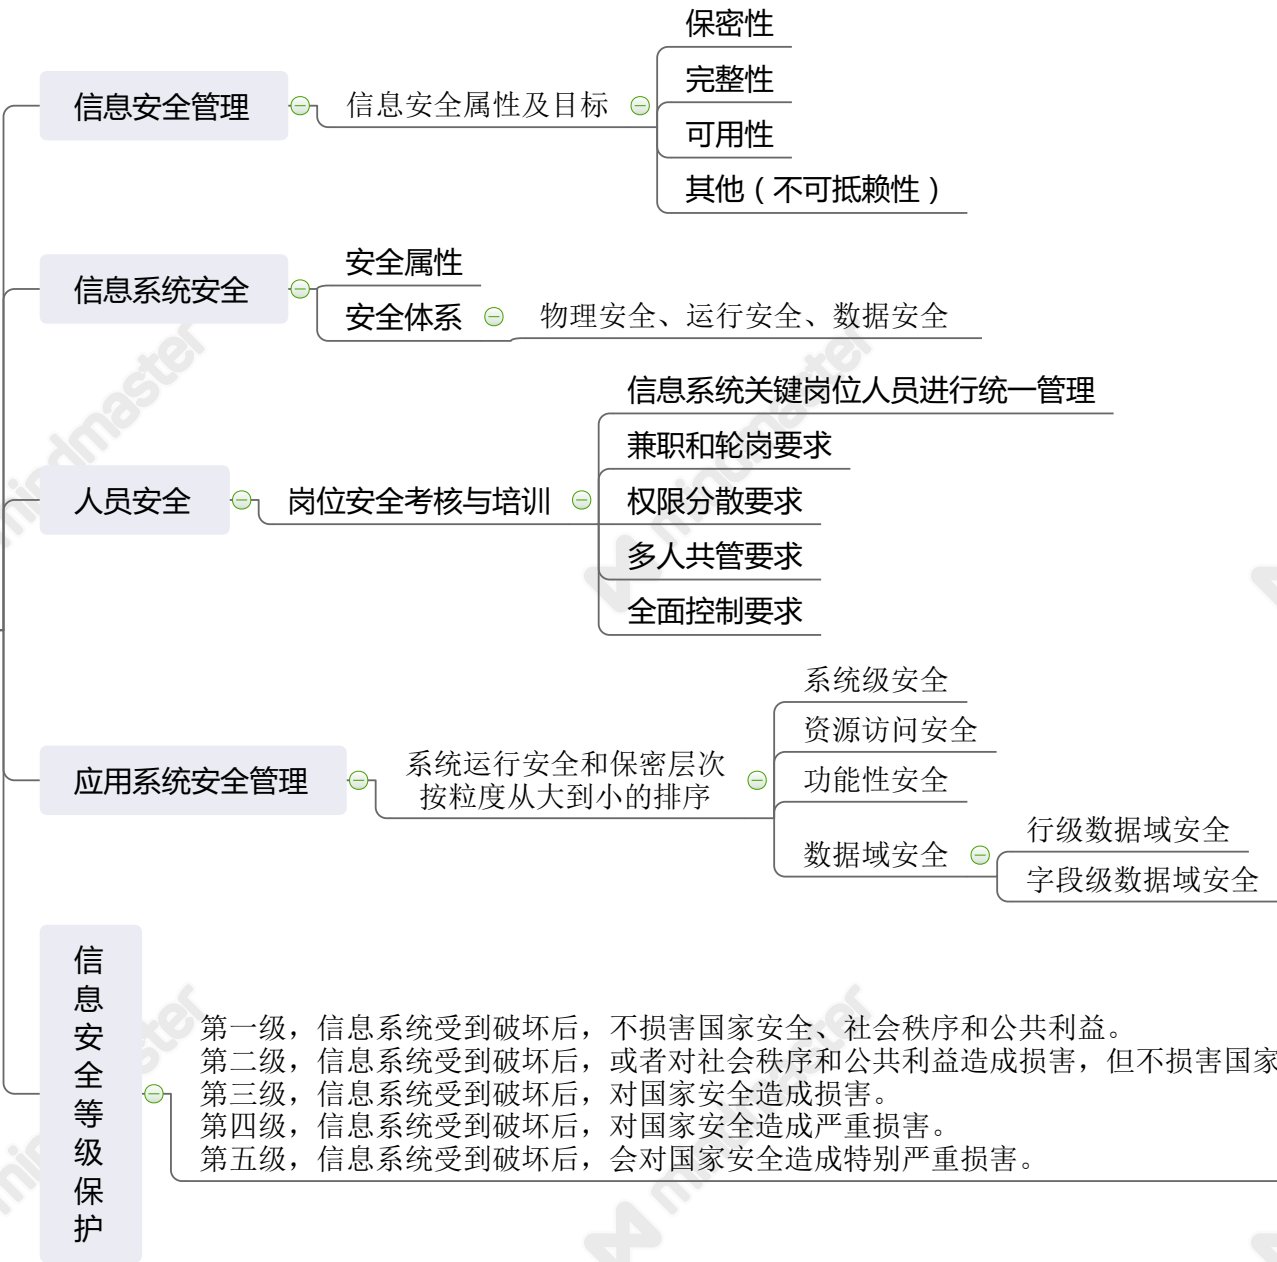 保密性
完整性
信息安全管理
信息安全属性及目标
可用性
其他（不可抵赖性）
安全属性
信息系统安全
安全体系
物理安全、运行安全、数据安全
信息系统关键岗位人员进行统一管理
兼职和轮岗要求
人员安全
岗位安全考核与培训
权限分散要求
多人共管要求
全面控制要求
系统级安全
资源访问安全
应用系统安全管理
系统运行安全和保密层次
按粒度从大到小的排序
功能性安全
数据域安全
行级数据域安全
字段级数据域安全
信息安全等级保护
第一级，信息系统受到破坏后，不损害国家安全、社会秩序和公共利益。
第二级，信息系统受到破坏后，或者对社会秩序和公共利益造成损害，但不损害国家
第三级，信息系统受到破坏后，对国家安全造成损害。
第四级，信息系统受到破坏后，对国家安全造成严重损害。
第五级，信息系统受到破坏后，会对国家安全造成特别严重损害。
mindmaster
mindmaster
mindmaster